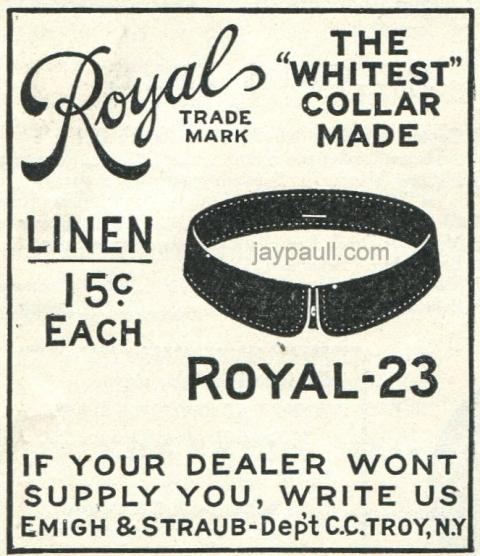 Royal
TRADE
MARK
THE
"WHITEST"
COLLAR
MADE
LINEN
15c
EACH
jaypaull.com
ROYAL-23
IF YOUR DEALER WONT
SUPPLY YOU, WRITE US
EMIGH & STRAUB-Dep't C.C. TROY, N.Y